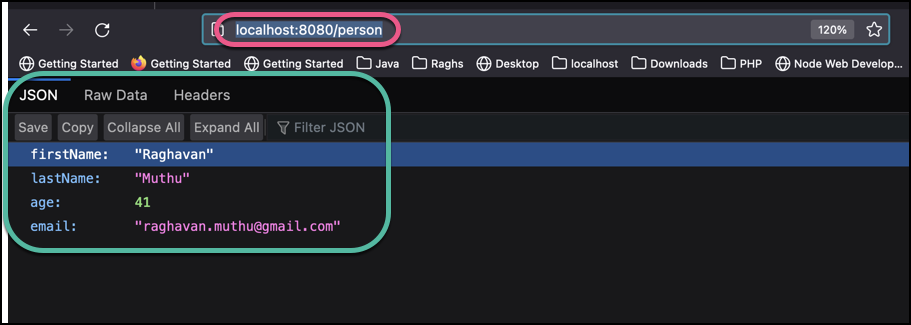 localhost:8080/person 120%
Getting Started Getting Started Getting Started Java Raghs Desktop localhost Downloads PHP Node Web Develop...
JSON Raw Data Headers
Save Copy Collapse All Expand All Filter JSON
firstName: "Raghavan"
lastName: "Muthu"
age: 41
email: "raghavan.muthu@gmail.com"